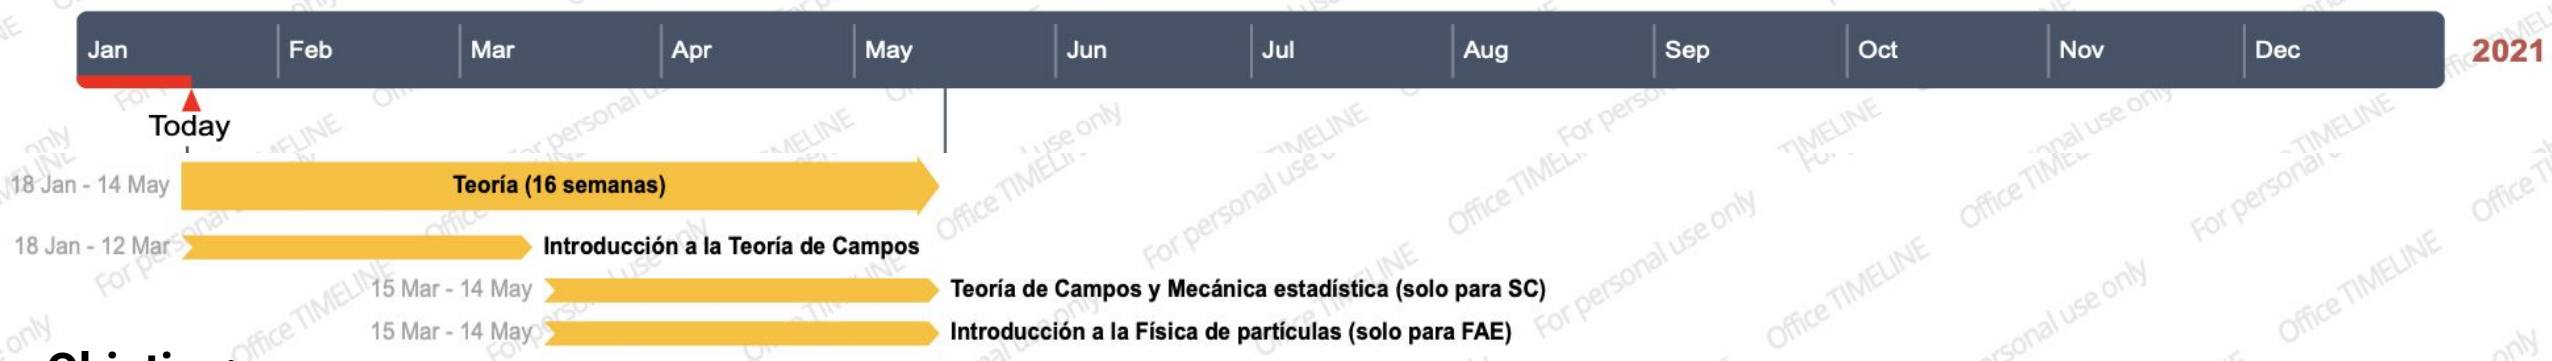 Jan Feb Mar Apr May Jun Jul Aug Sep Oct Nov Dec 2021
Today
18 Jan - 14 May Teoría (16 semanas)
18 Jan - 12 Mar Introducción a la Teoría de Campos
15 Mar - 14 May Teoría de Campos y Mecánica estadística (solo para SC)
15 Mar - 14 May Introducción a la Física de partículas (solo para FAE)